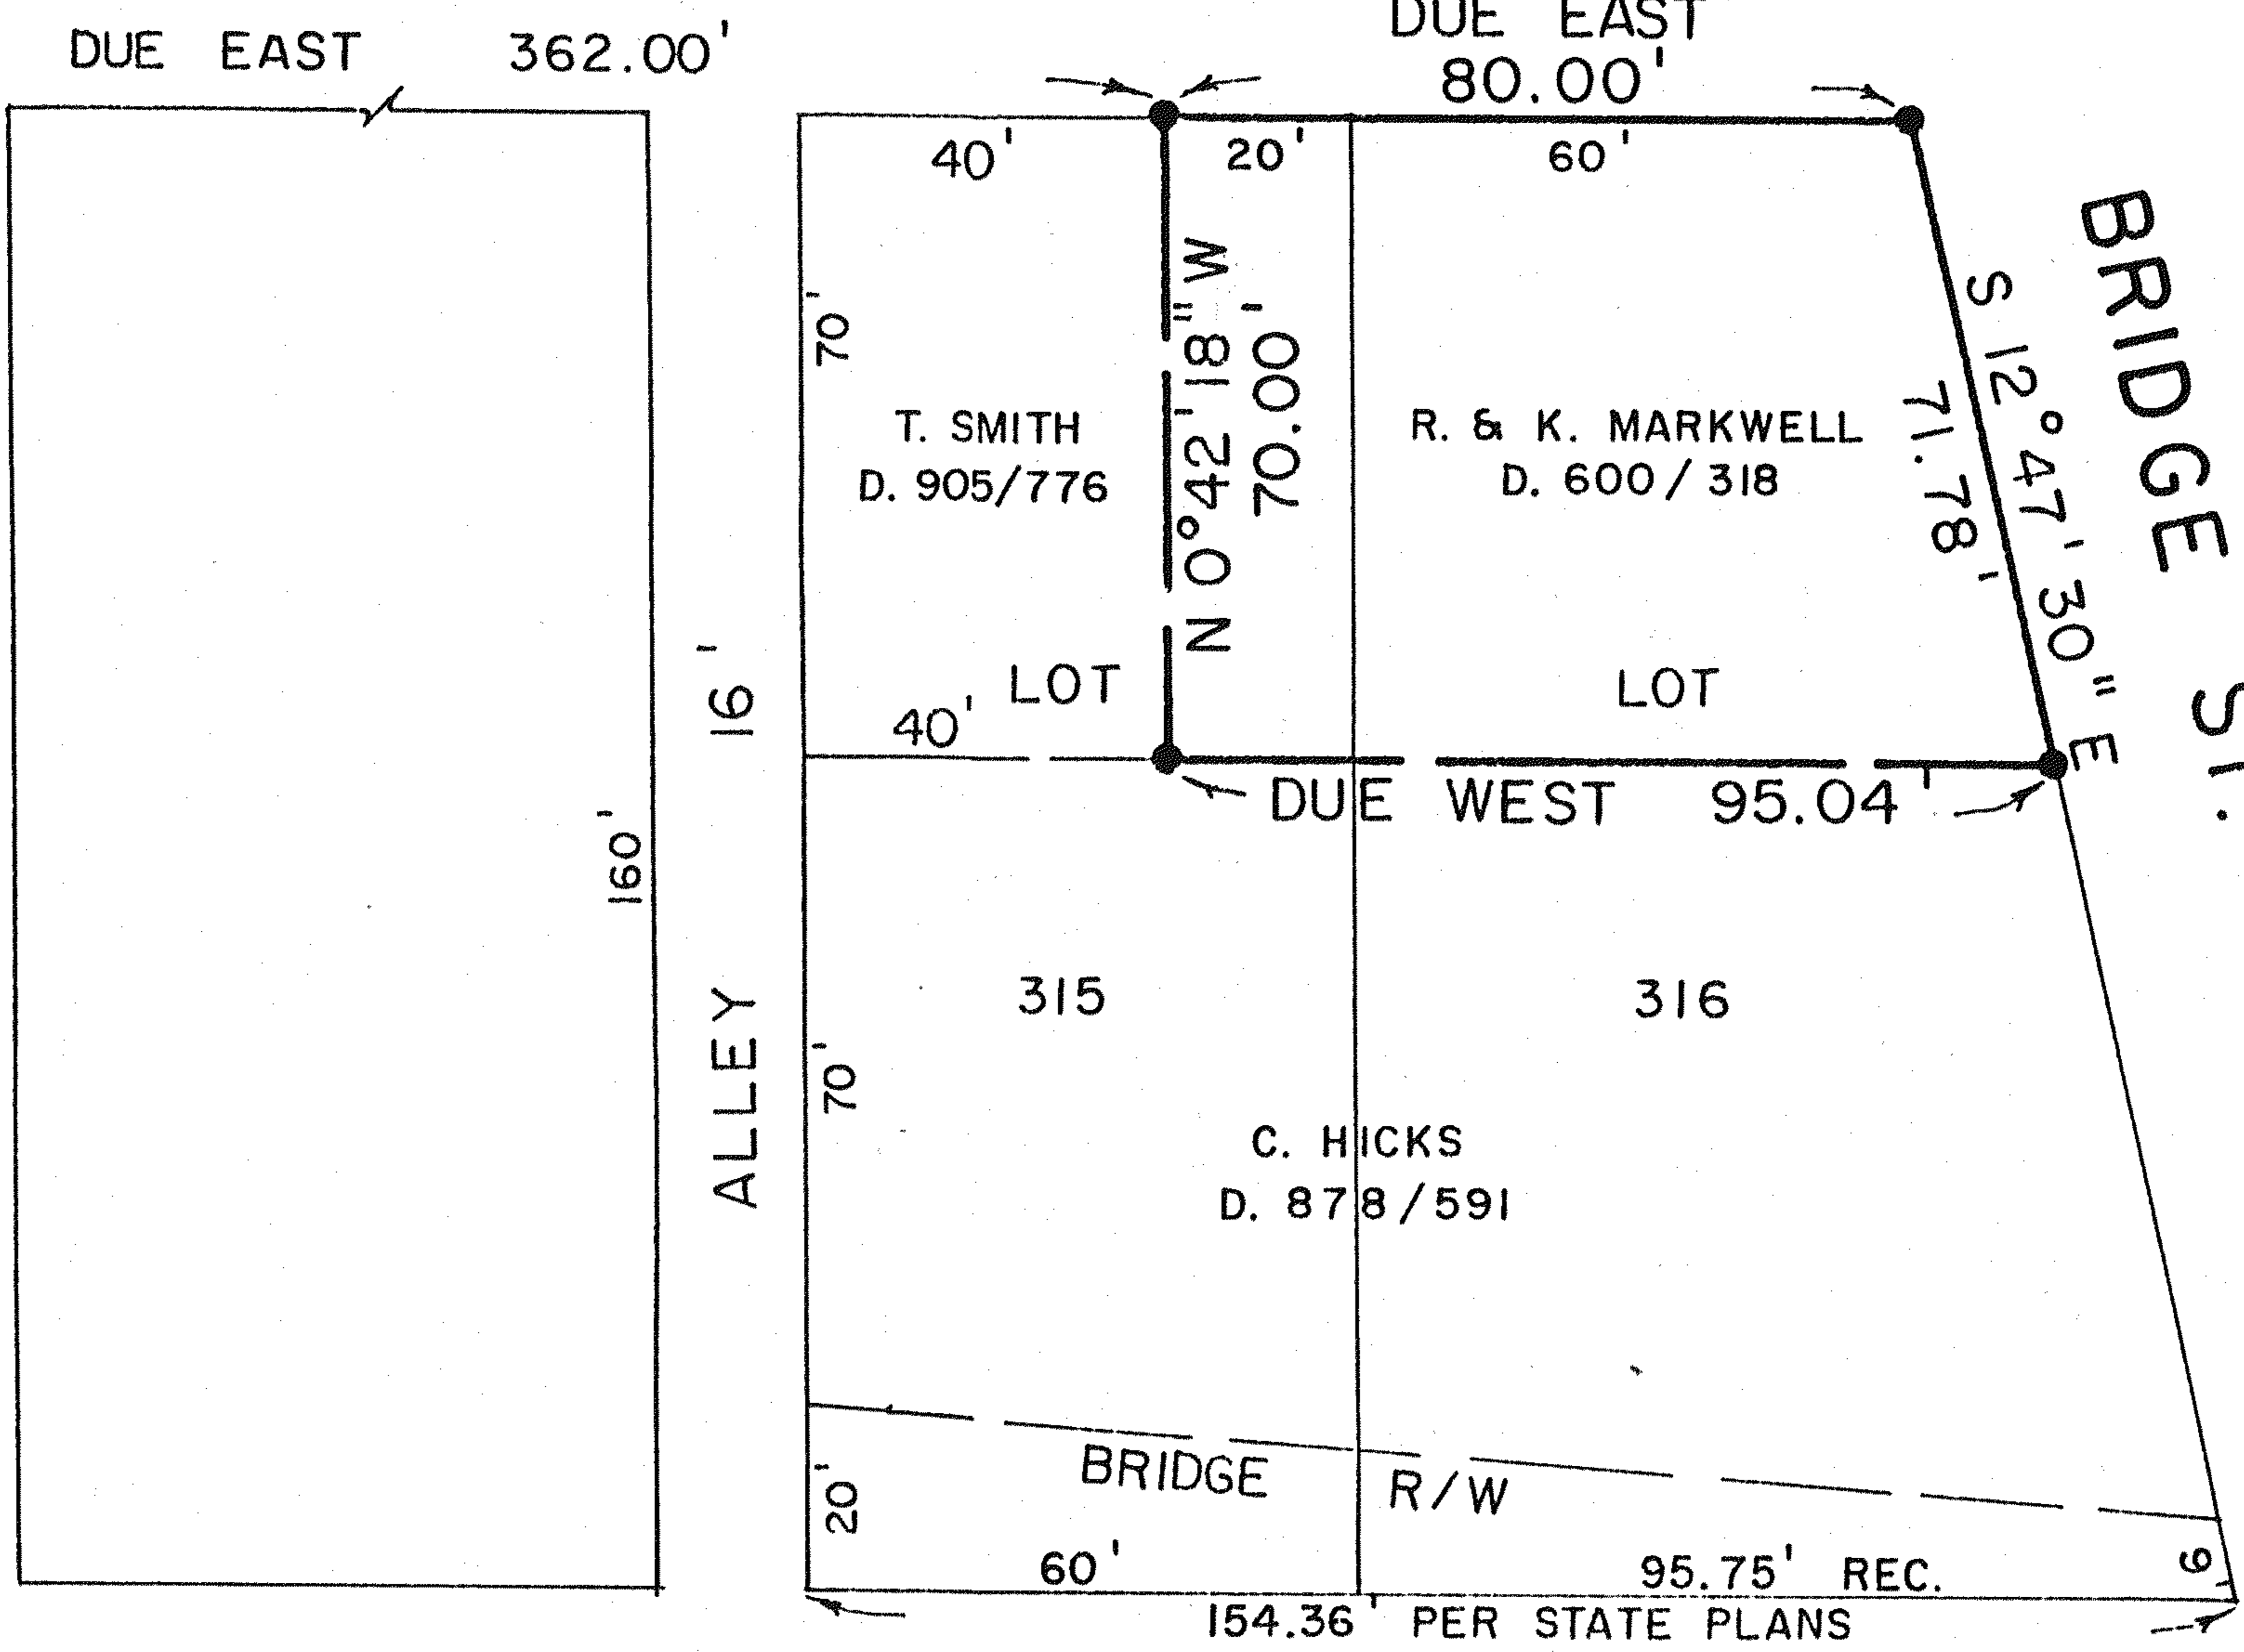 DUE EAST 362.00'
DUE EAST
80.00'
40'
20'
60'
70'
N 0°42'18" W
70.00'
S 12°47'30" E
71.78'
BRIDGE ST.
T. SMITH
D. 905/776
R. & K. MARKWELL
D. 600/318
LOT
LOT
40'
DUE WEST 95.04'
ALLEY 16'
160'
315
316
70'
C. HICKS
D. 878/591
BRIDGE R/W
20'
60'
95.75' REC.
9'
154.36' PER STATE PLANS